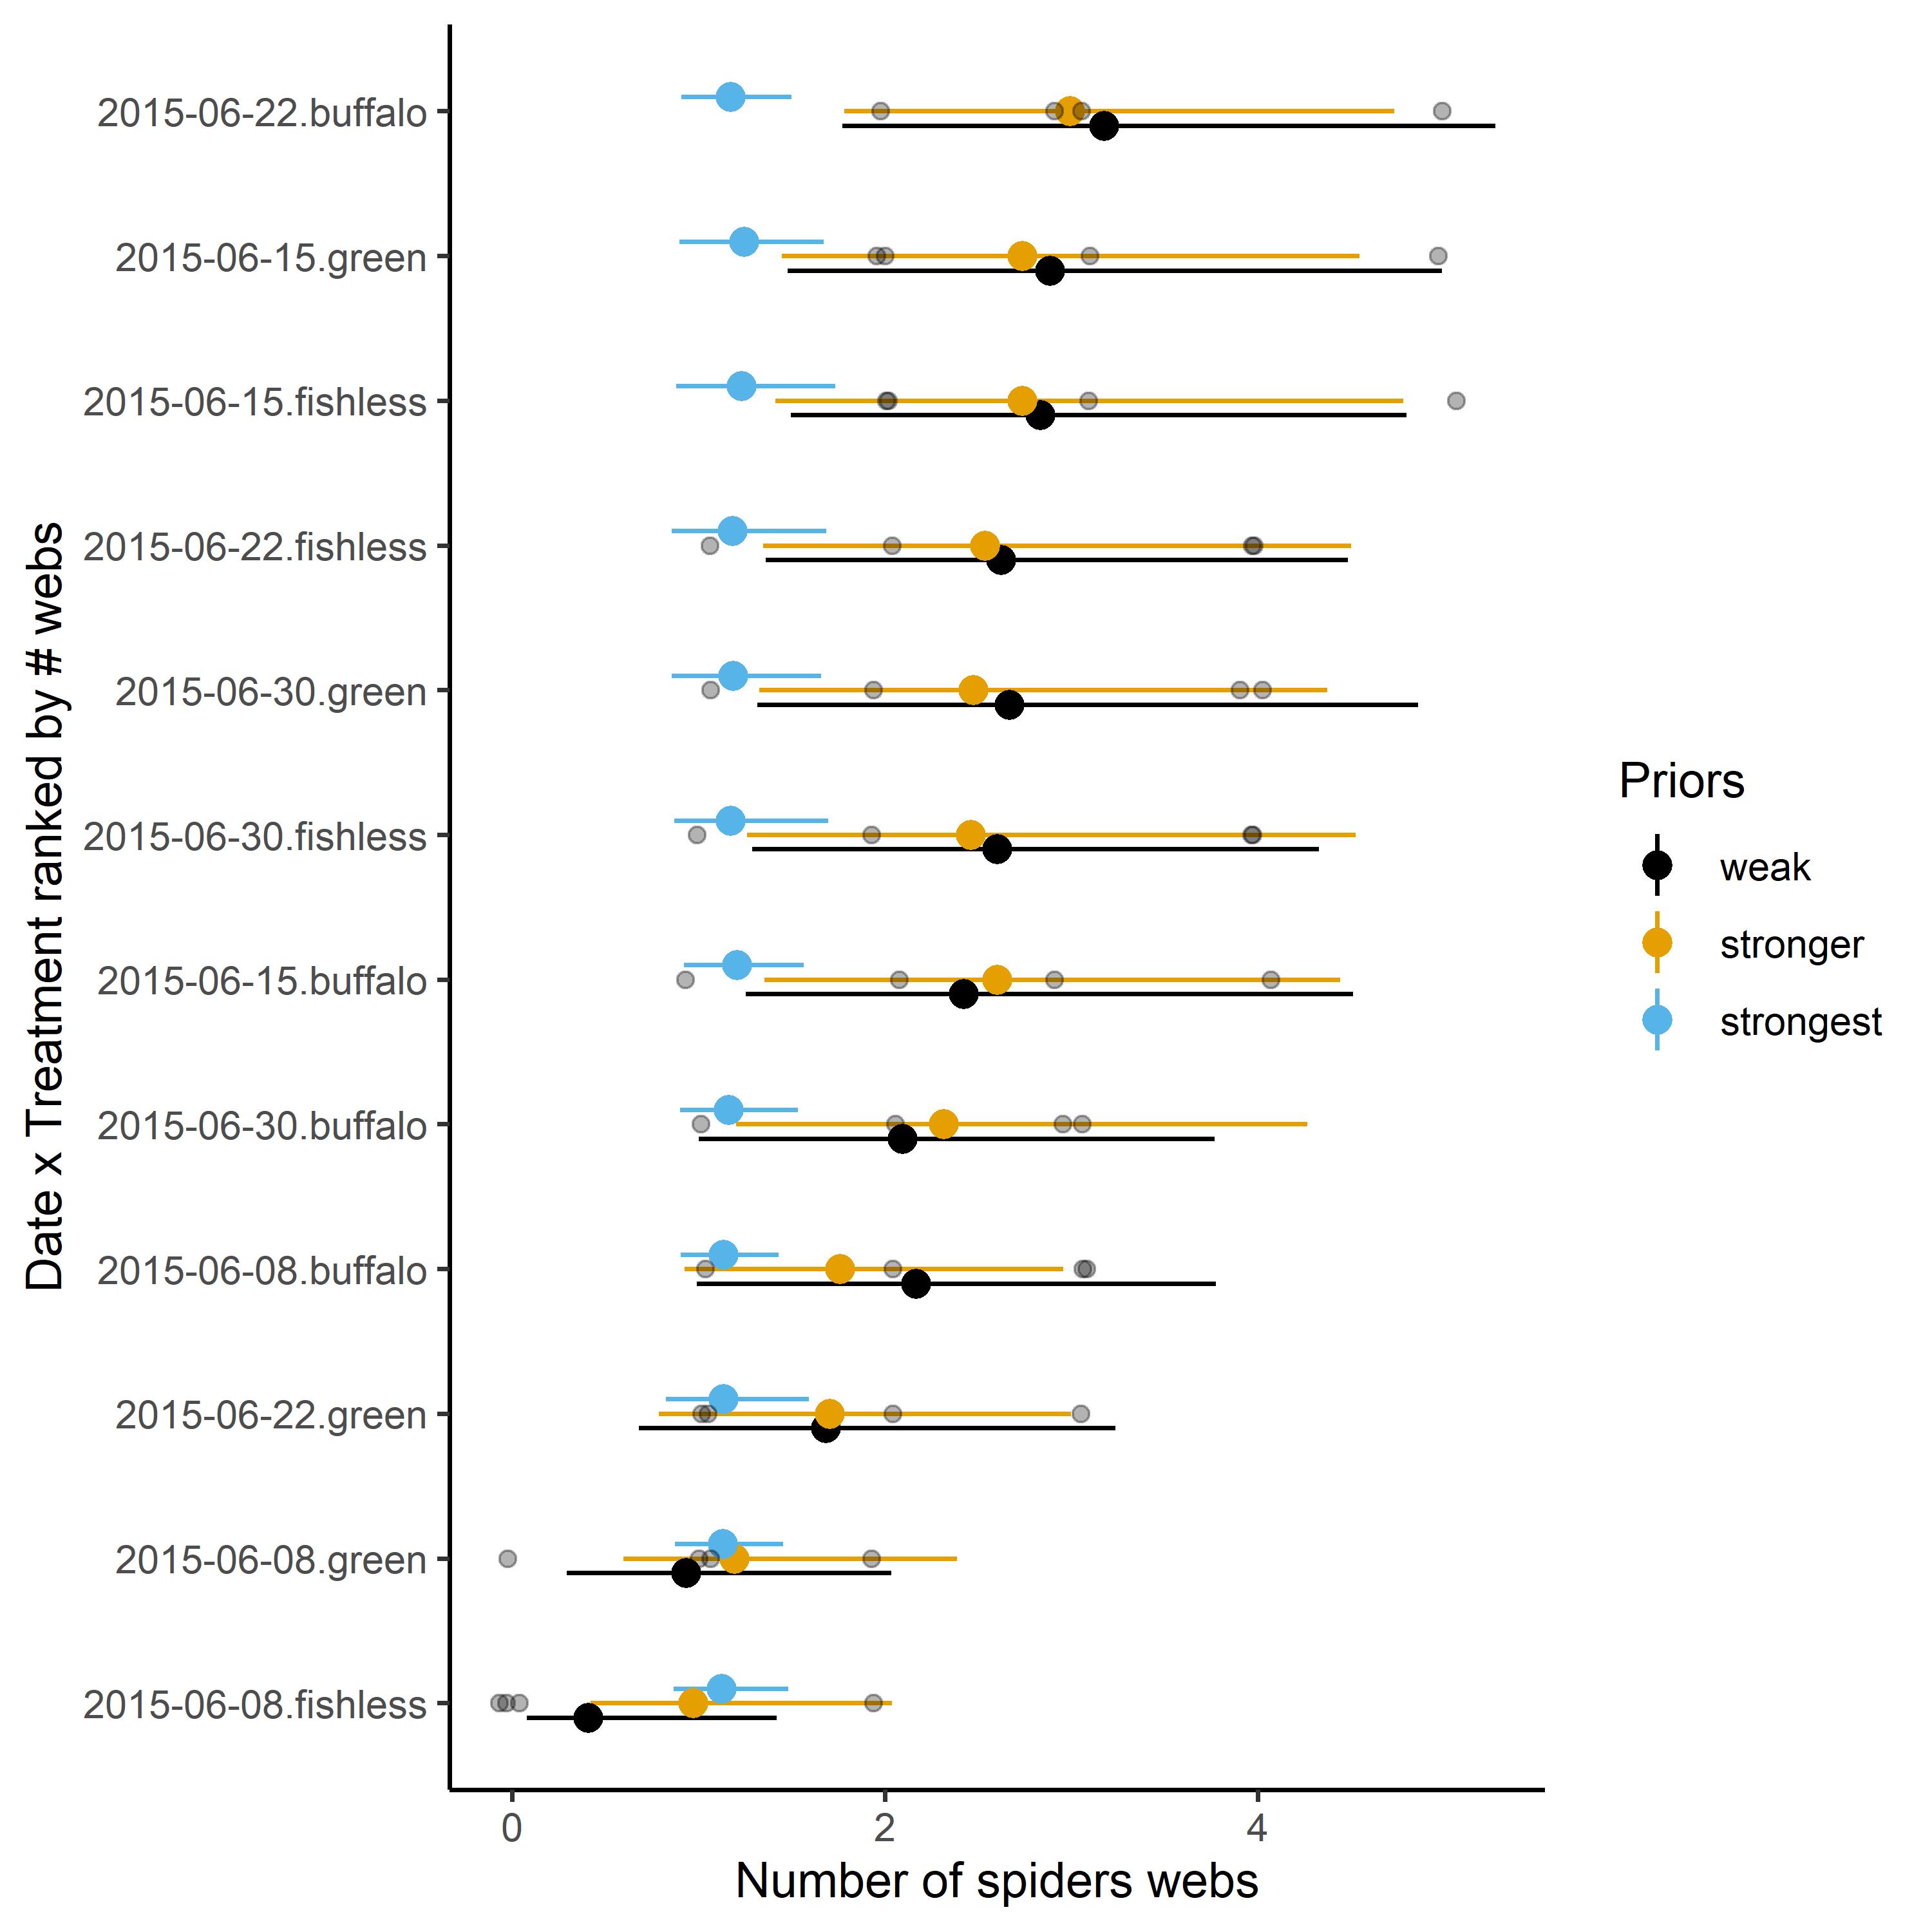 Date x Treatment ranked by # webs
2015-06-22.buffalo
2015-06-15.green
2015-06-15.fishless
2015-06-22.fishless
2015-06-30.green
2015-06-30.fishless
2015-06-15.buffalo
2015-06-30.buffalo
2015-06-08.buffalo
2015-06-22.green
2015-06-08.green
2015-06-08.fishless
0 2 4
Number of spiders webs
Priors
weak
stronger
strongest